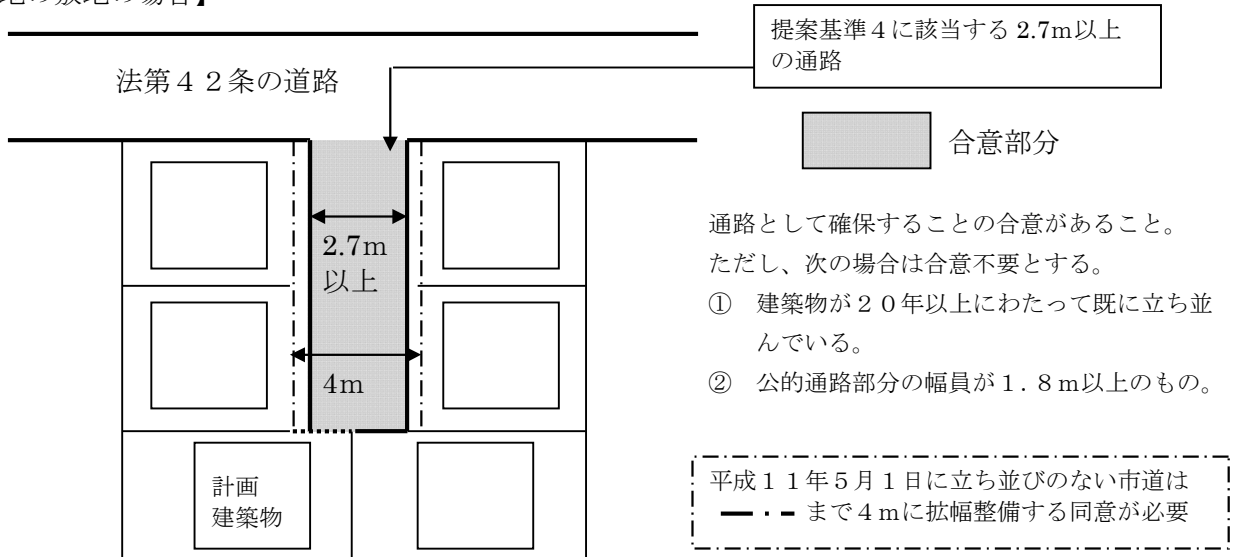 地の敷地の場合】
提案基準４に該当する 2.7m以上
の通路
法第４２条の道路
合意部分
通路として確保することの合意があること。
ただし、次の場合は合意不要とする。
① 建築物が２０年以上にわたって既に立ち並
んでいる。
② 公的通路部分の幅員が１.８ｍ以上のもの。
2.7m
以上
4m
計画
建築物
平成１１年５月１日に立ち並びのない市道は
まで４ｍに拡幅整備する同意が必要